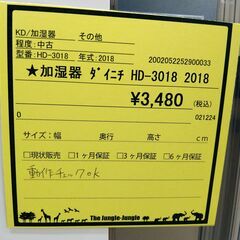 KD/加湿器 その他
程度:中古
型番:HD-3018 年式:2018 2002052252900033
★加湿器 ﾀﾞｲﾆﾁ HD-3018 2018
¥3,480 (税込)
021224
サイズ:幅 奥行 高さ cm
□現状販売 □1ヶ月保証 □3ヶ月保証 □6ヶ月保証
動作チェックOK
The Jungle-Jungle